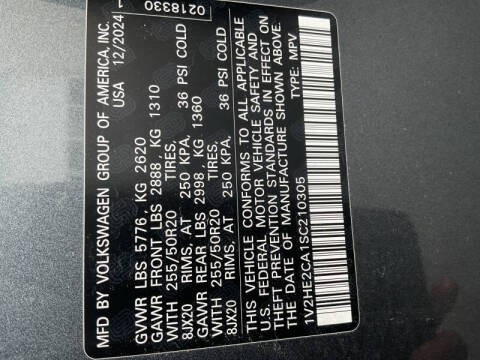 MFD BY VOLKSWAGEN GROUP OF AMERICA, INC.
USA 12/2024
0218330
GVWR LBS 5776, KG 2620
GAWR FRONT LBS 2888, KG 1310
WITH 255/50R20 TIRES,
8JX20 RIMS, AT 250 KPA, 36 PSI COLD
GAWR REAR LBS 2998, KG 1360
WITH 255/50R20 TIRES,
8JX20 RIMS, AT 250 KPA, 36 PSI COLD
THIS VEHICLE CONFORMS TO ALL APPLICABLE
U.S. FEDERAL MOTOR VEHICLE SAFETY AND
THEFT PREVENTION STANDARDS IN EFFECT ON
THE DATE OF MANUFACTURE SHOWN ABOVE.
1V2HE2CA1SC210305 TYPE: MPV